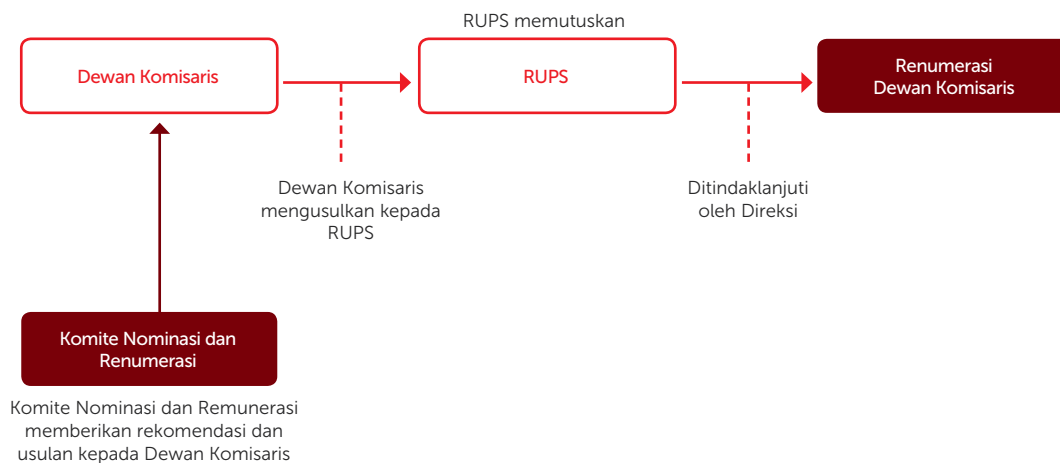 RUPS memutuskan
Dewan Komisaris
RUPS
Renumerasi
Dewan Komisaris
Dewan Komisaris
mengusulkan kepada
RUPS
Ditindaklanjuti
oleh Direksi
Komite Nominasi dan
Renumerasi
Komite Nominasi dan Remunerasi
memberikan rekomendasi dan
usulan kepada Dewan Komisaris